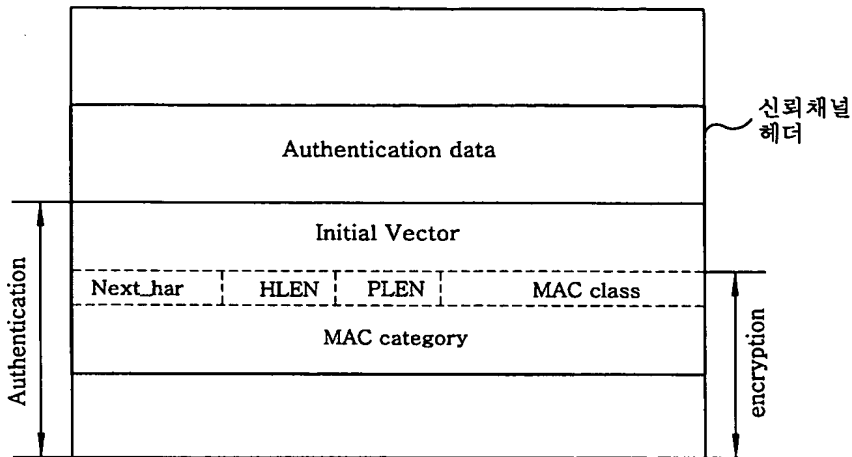 신뢰채널
헤더
Authentication data
Initial Vector
Next_har HLEN PLEN MAC class
MAC category
Authentication
encryption